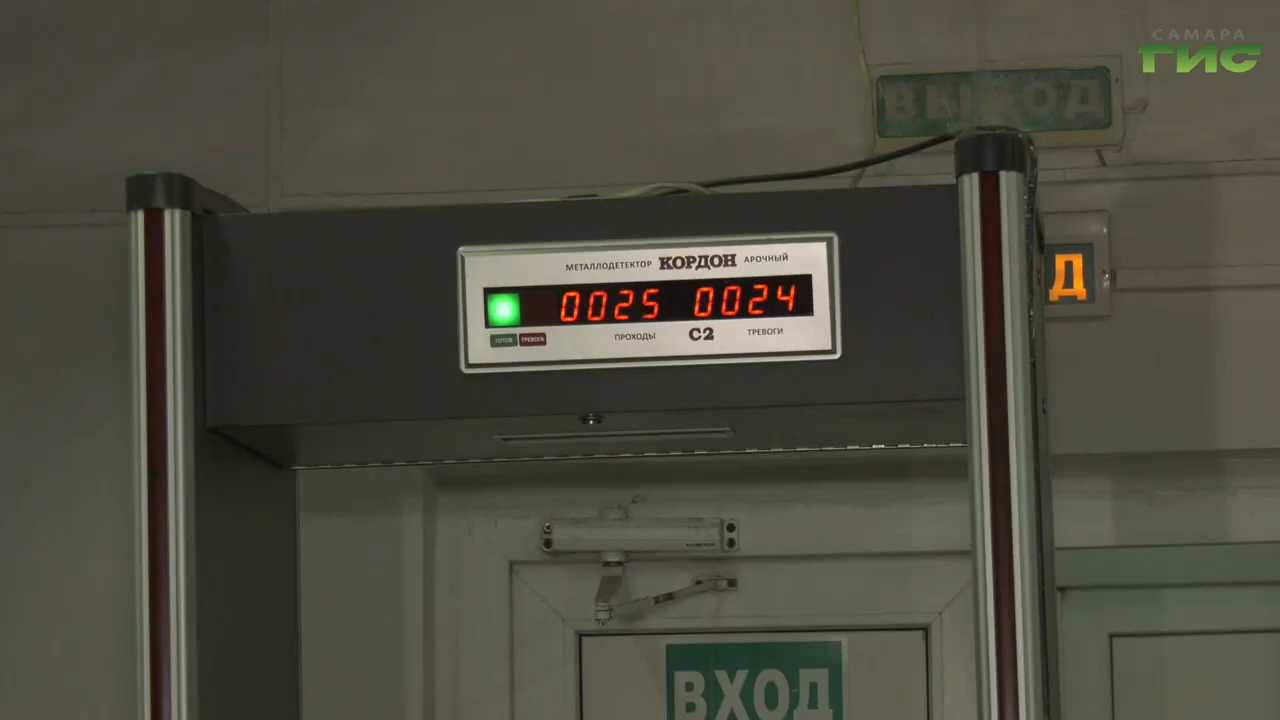 САМАРА
ГИС
ВЫХОД
МЕТАЛЛОДЕТЕКТОР КОРДОН АРОЧНЫЙ
0025 0024
ГОТОВ ТРЕВОГА ПРОХОДЫ С2 ТРЕВОГИ
Д
ВХОД